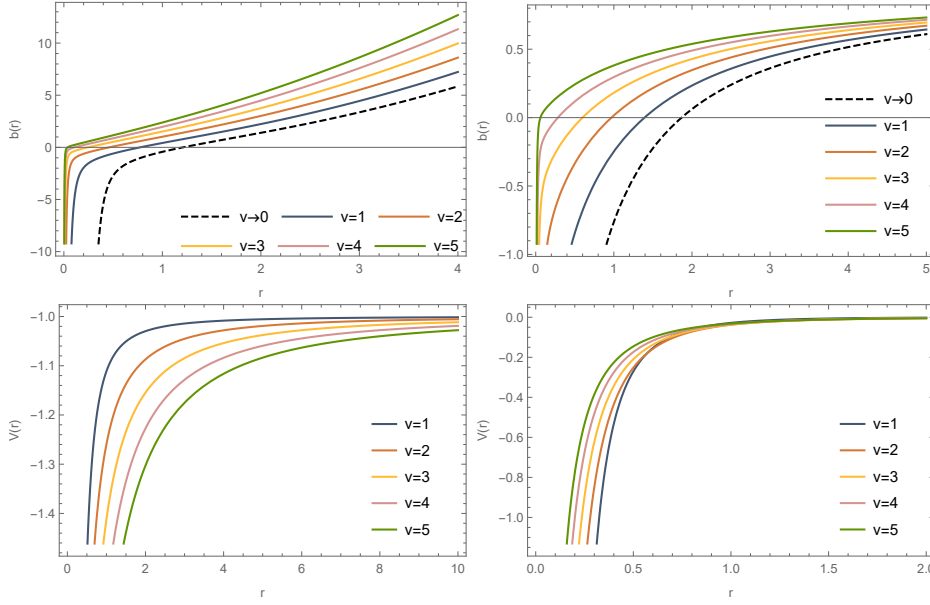 b(r)
10
5
0
−5
−10
v→0 v=1 v=2
v=3 v=4 v=5
0 1 2 3 4
r
b(r)
0.5
0.0
-0.5
-1.0
v→0
v=1
v=2
v=3
v=4
v=5
0 1 2 3 4 5
r
V(r)
-1.0
-1.1
-1.2
-1.3
-1.4
v=1
v=2
v=3
v=4
v=5
0 2 4 6 8 10
r
V(r)
0.0
-0.2
-0.4
-0.6
-0.8
-1.0
v=1
v=2
v=3
v=4
v=5
0.0 0.5 1.0 1.5 2.0
r